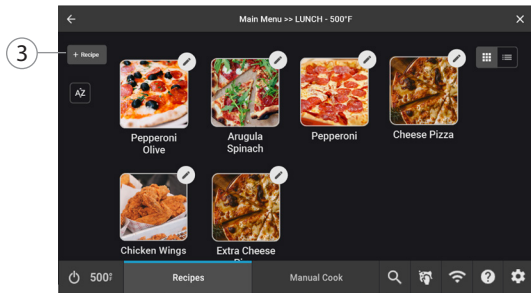 Main Menu >> LUNCH - 500°F
3
+ Recipe
AZ
Pepperoni
Olive
Arugula
Spinach
Pepperoni
Cheese Pizza
Chicken Wings
Extra Cheese
500°F
Recipes
Manual Cook